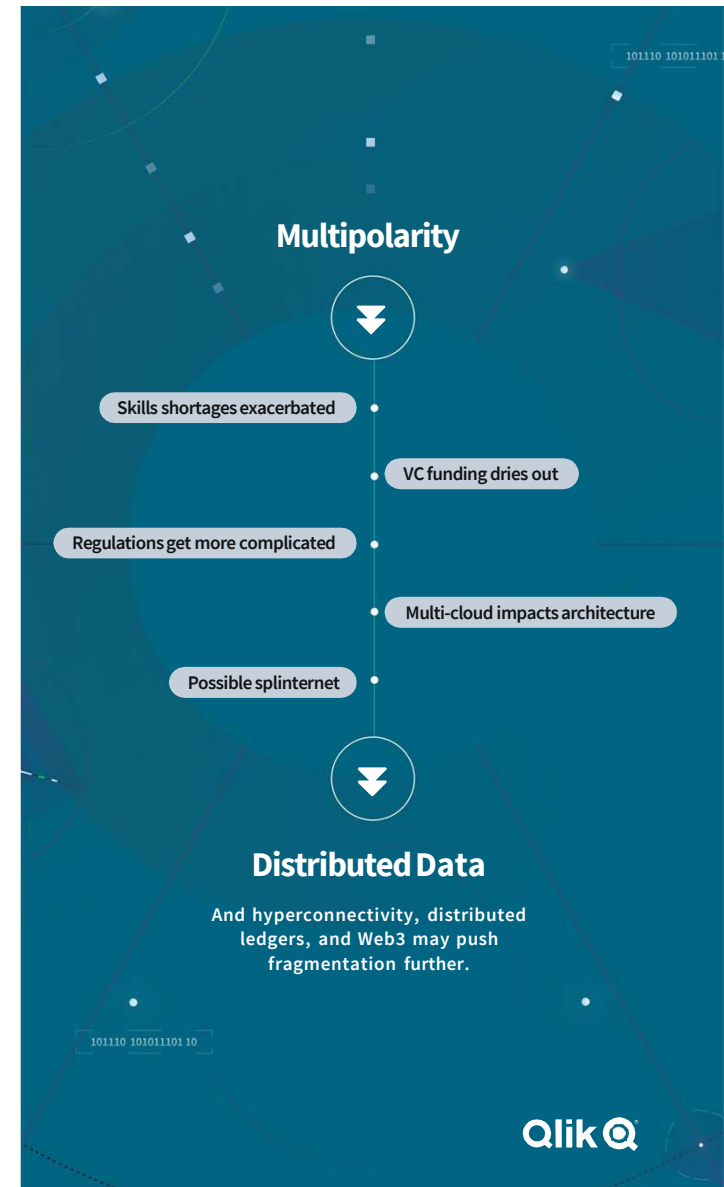 101110 101011101 1
Multipolarity
Skills shortages exacerbated
VC funding dries out
Regulations get more complicated
Multi-cloud impacts architecture
Possible splinternet
Distributed Data
And hyperconnectivity, distributed
ledgers, and Web3 may push
fragmentation further.
101110 101011101 10
Qlik